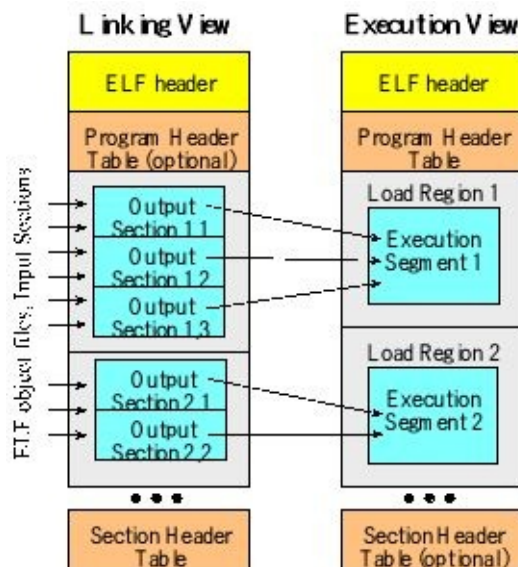 Linking View
Execution View
ELF header
Program Header
Table (optional)
Output
Section 1,1
Output
Section 1,2
Output
Section 1,3
Output
Section 2,1
Output
Section 2,2
Section Header
Table
ELF header
Program Header
Table
Load Region 1
Execution
Segment 1
Load Region 2
Execution
Segment 2
Section Header
Table (optional)
ELF object files, Input Sections